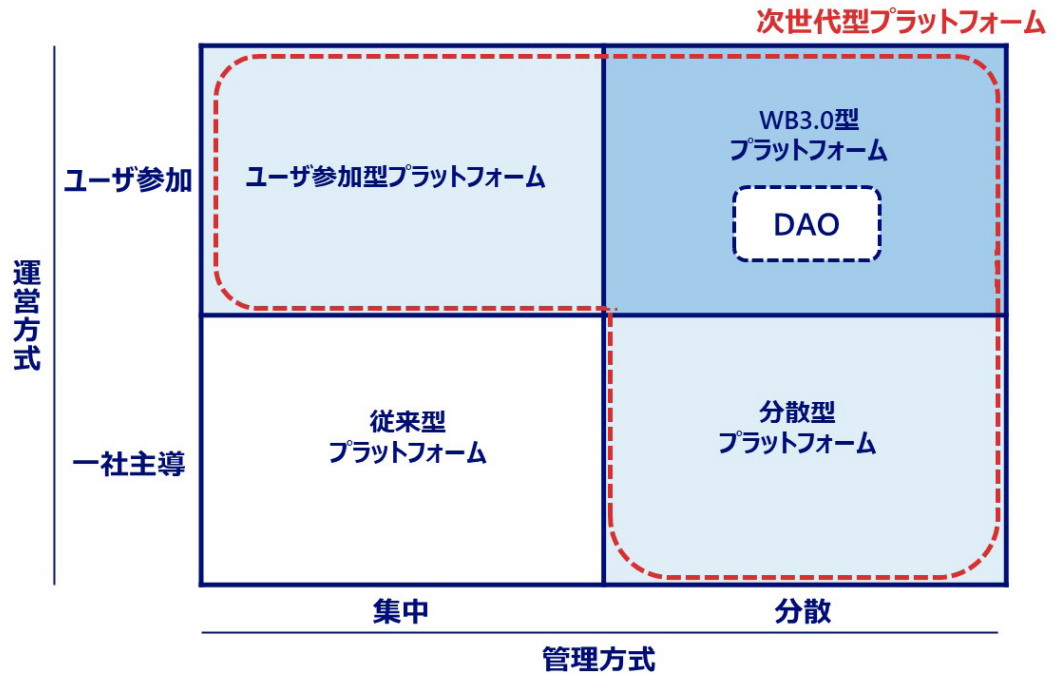 次世代型プラットフォーム
ユーザ参加
ユーザ参加型プラットフォーム
WB3.0型
プラットフォーム
DAO
運営方式
一社主導
従来型
プラットフォーム
分散型
プラットフォーム
集中
分散
管理方式